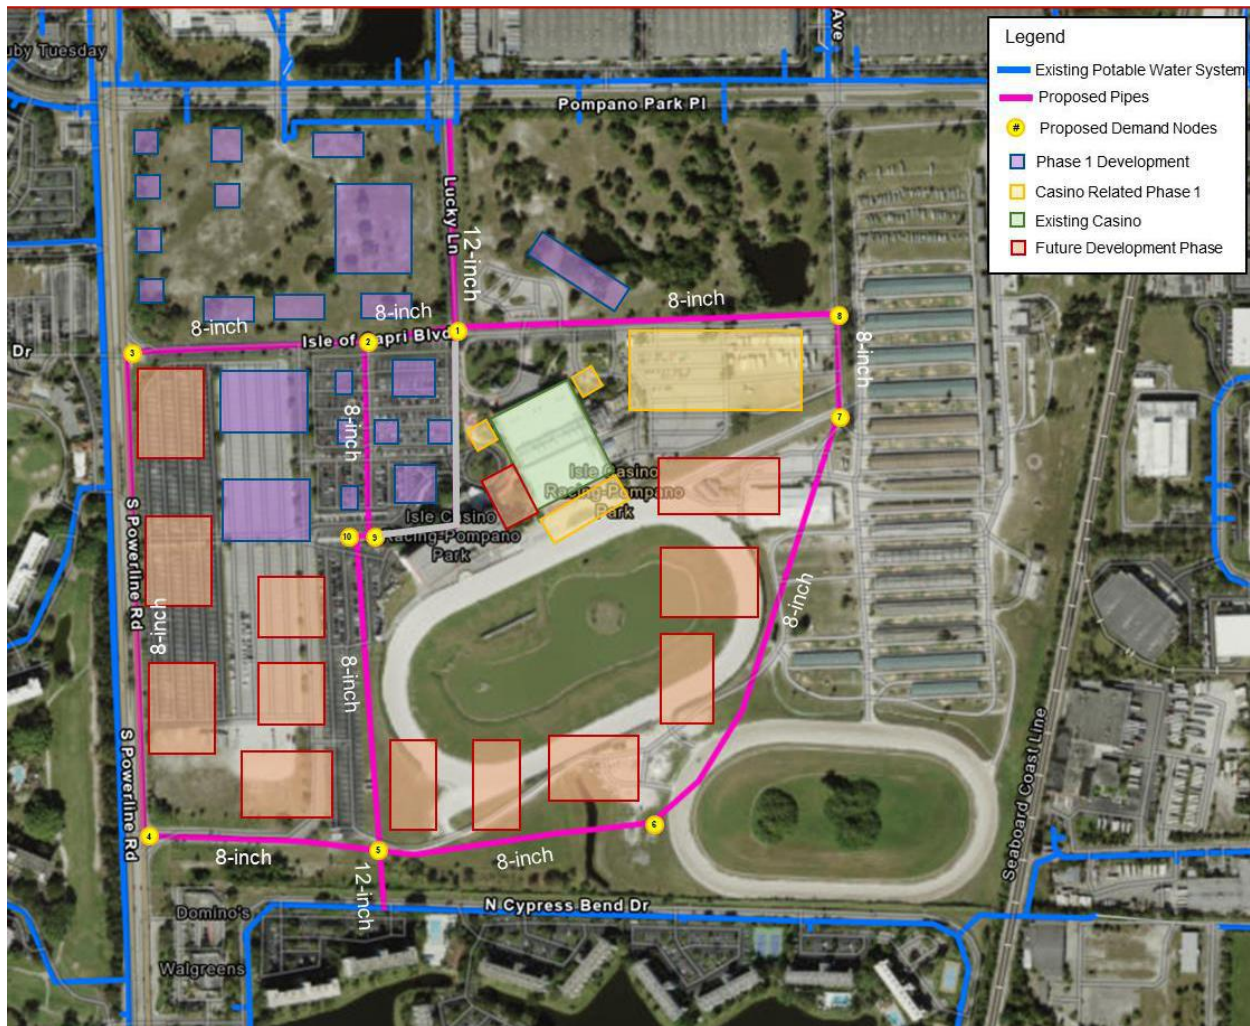 uby Tuesday
Ave
Legend
Existing Potable Water System
Proposed Pipes
# Proposed Demand Nodes
Phase 1 Development
Casino Related Phase 1
Existing Casino
Future Development Phase
Pompano Park Pl
Lucky Ln
12-inch
8-inch
8-inch
8-inch
Isle of Capri Blvd
1
2
3
8
Dr
8-inch
8-inch
7
Isle Casino
Racing-Pompano
Park
Isle Casino
Racing-Pompano
Park
10
9
S Powerline Rd
8-inch
8-inch
8-inch
S Powerline Rd
4
5
6
8-inch
8-inch
12-inch
Seaboard Coast Line
N Cypress Bend Dr
Domino's
Walgreens